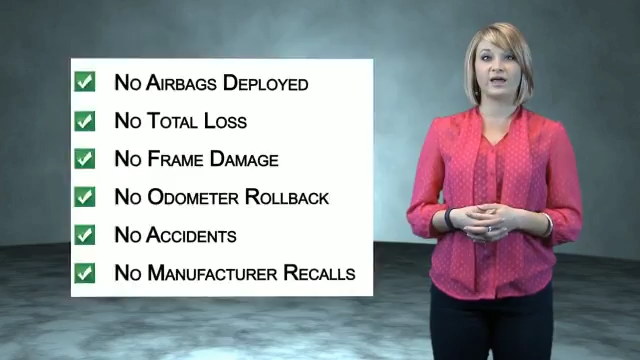 No Airbags Deployed
No Total Loss
No Frame Damage
No Odometer Rollback
No Accidents
No Manufacturer Recalls